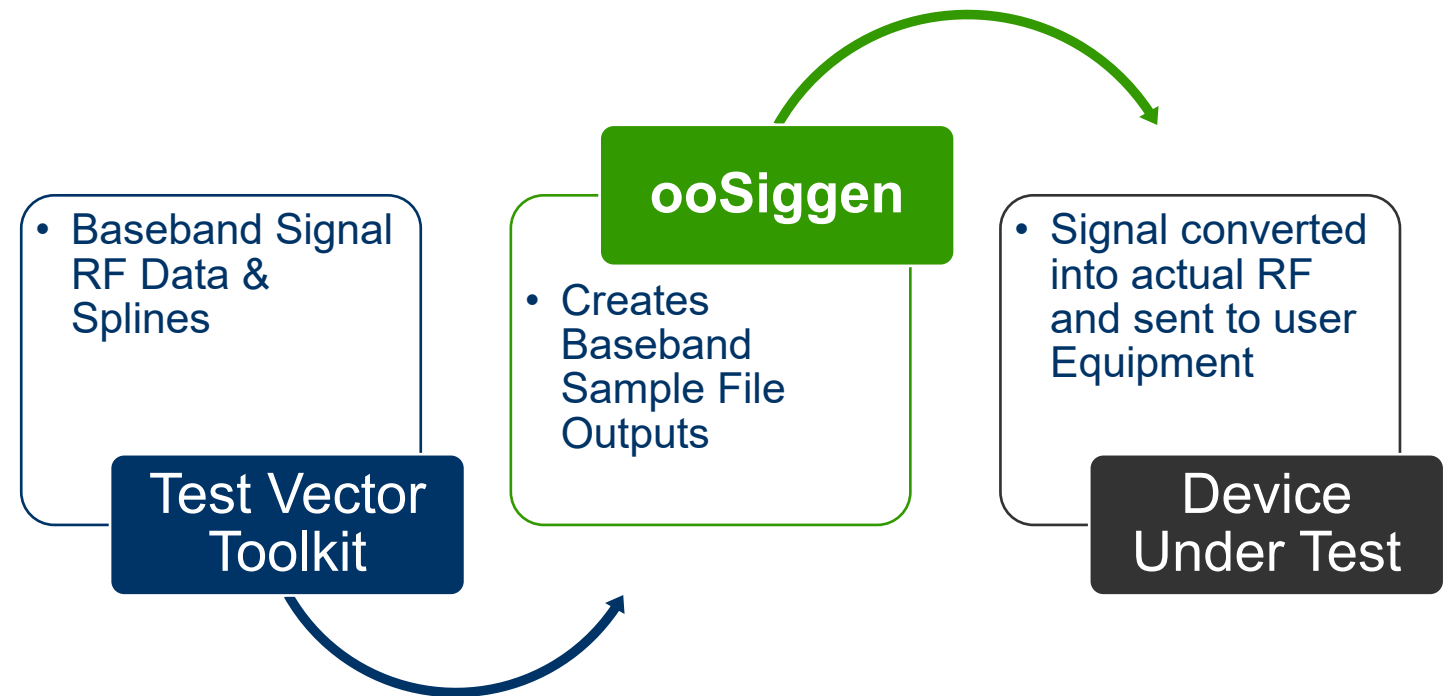 • Baseband Signal
RF Data &
Splines
Test Vector
Toolkit
ooSiggen
• Creates
Baseband
Sample File
Outputs
• Signal converted
into actual RF
and sent to user
Equipment
Device
Under Test